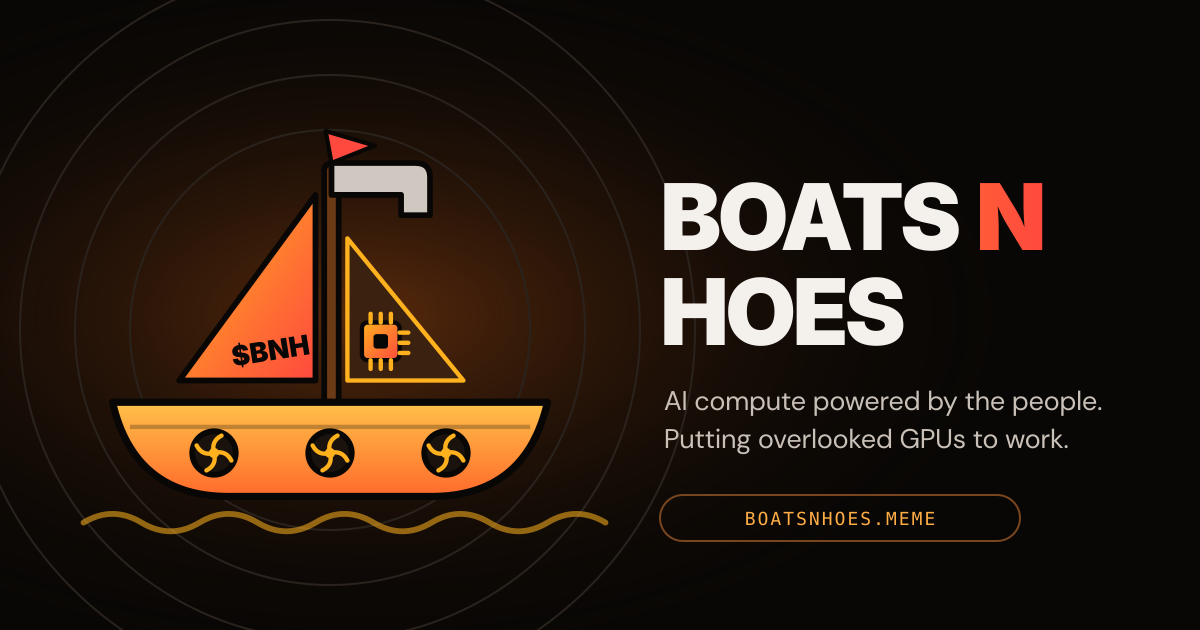 $BNH
BOATS N
HOES
AI compute powered by the people.
Putting overlooked GPUs to work.
BOATSNHOES.MEME